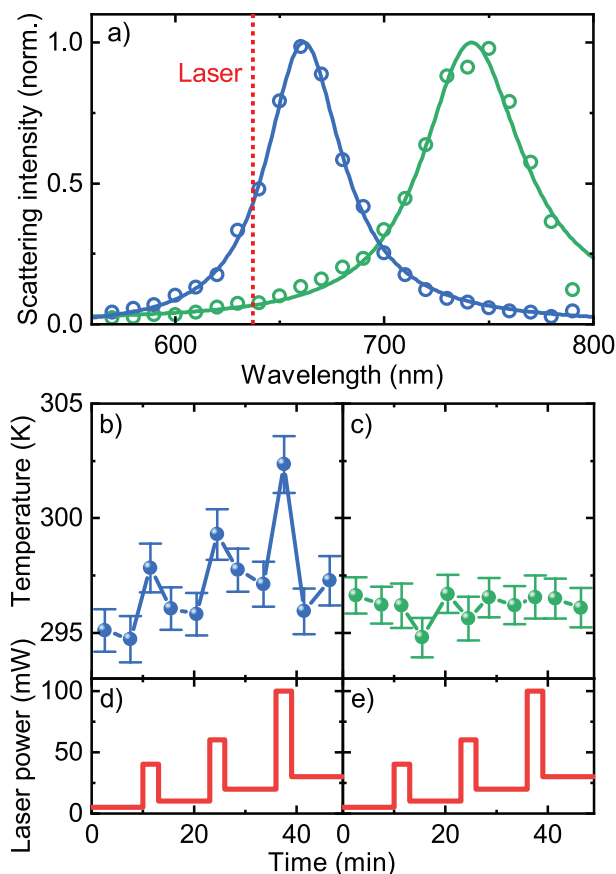 a)
Laser
Scattering intensity (norm.)
1.0
0.5
0.0
600
700
800
Wavelength (nm)
b)
c)
Temperature (K)
305
300
295
d)
e)
Laser power (mW)
100
50
0
0
20
40
0
20
40
Time (min)